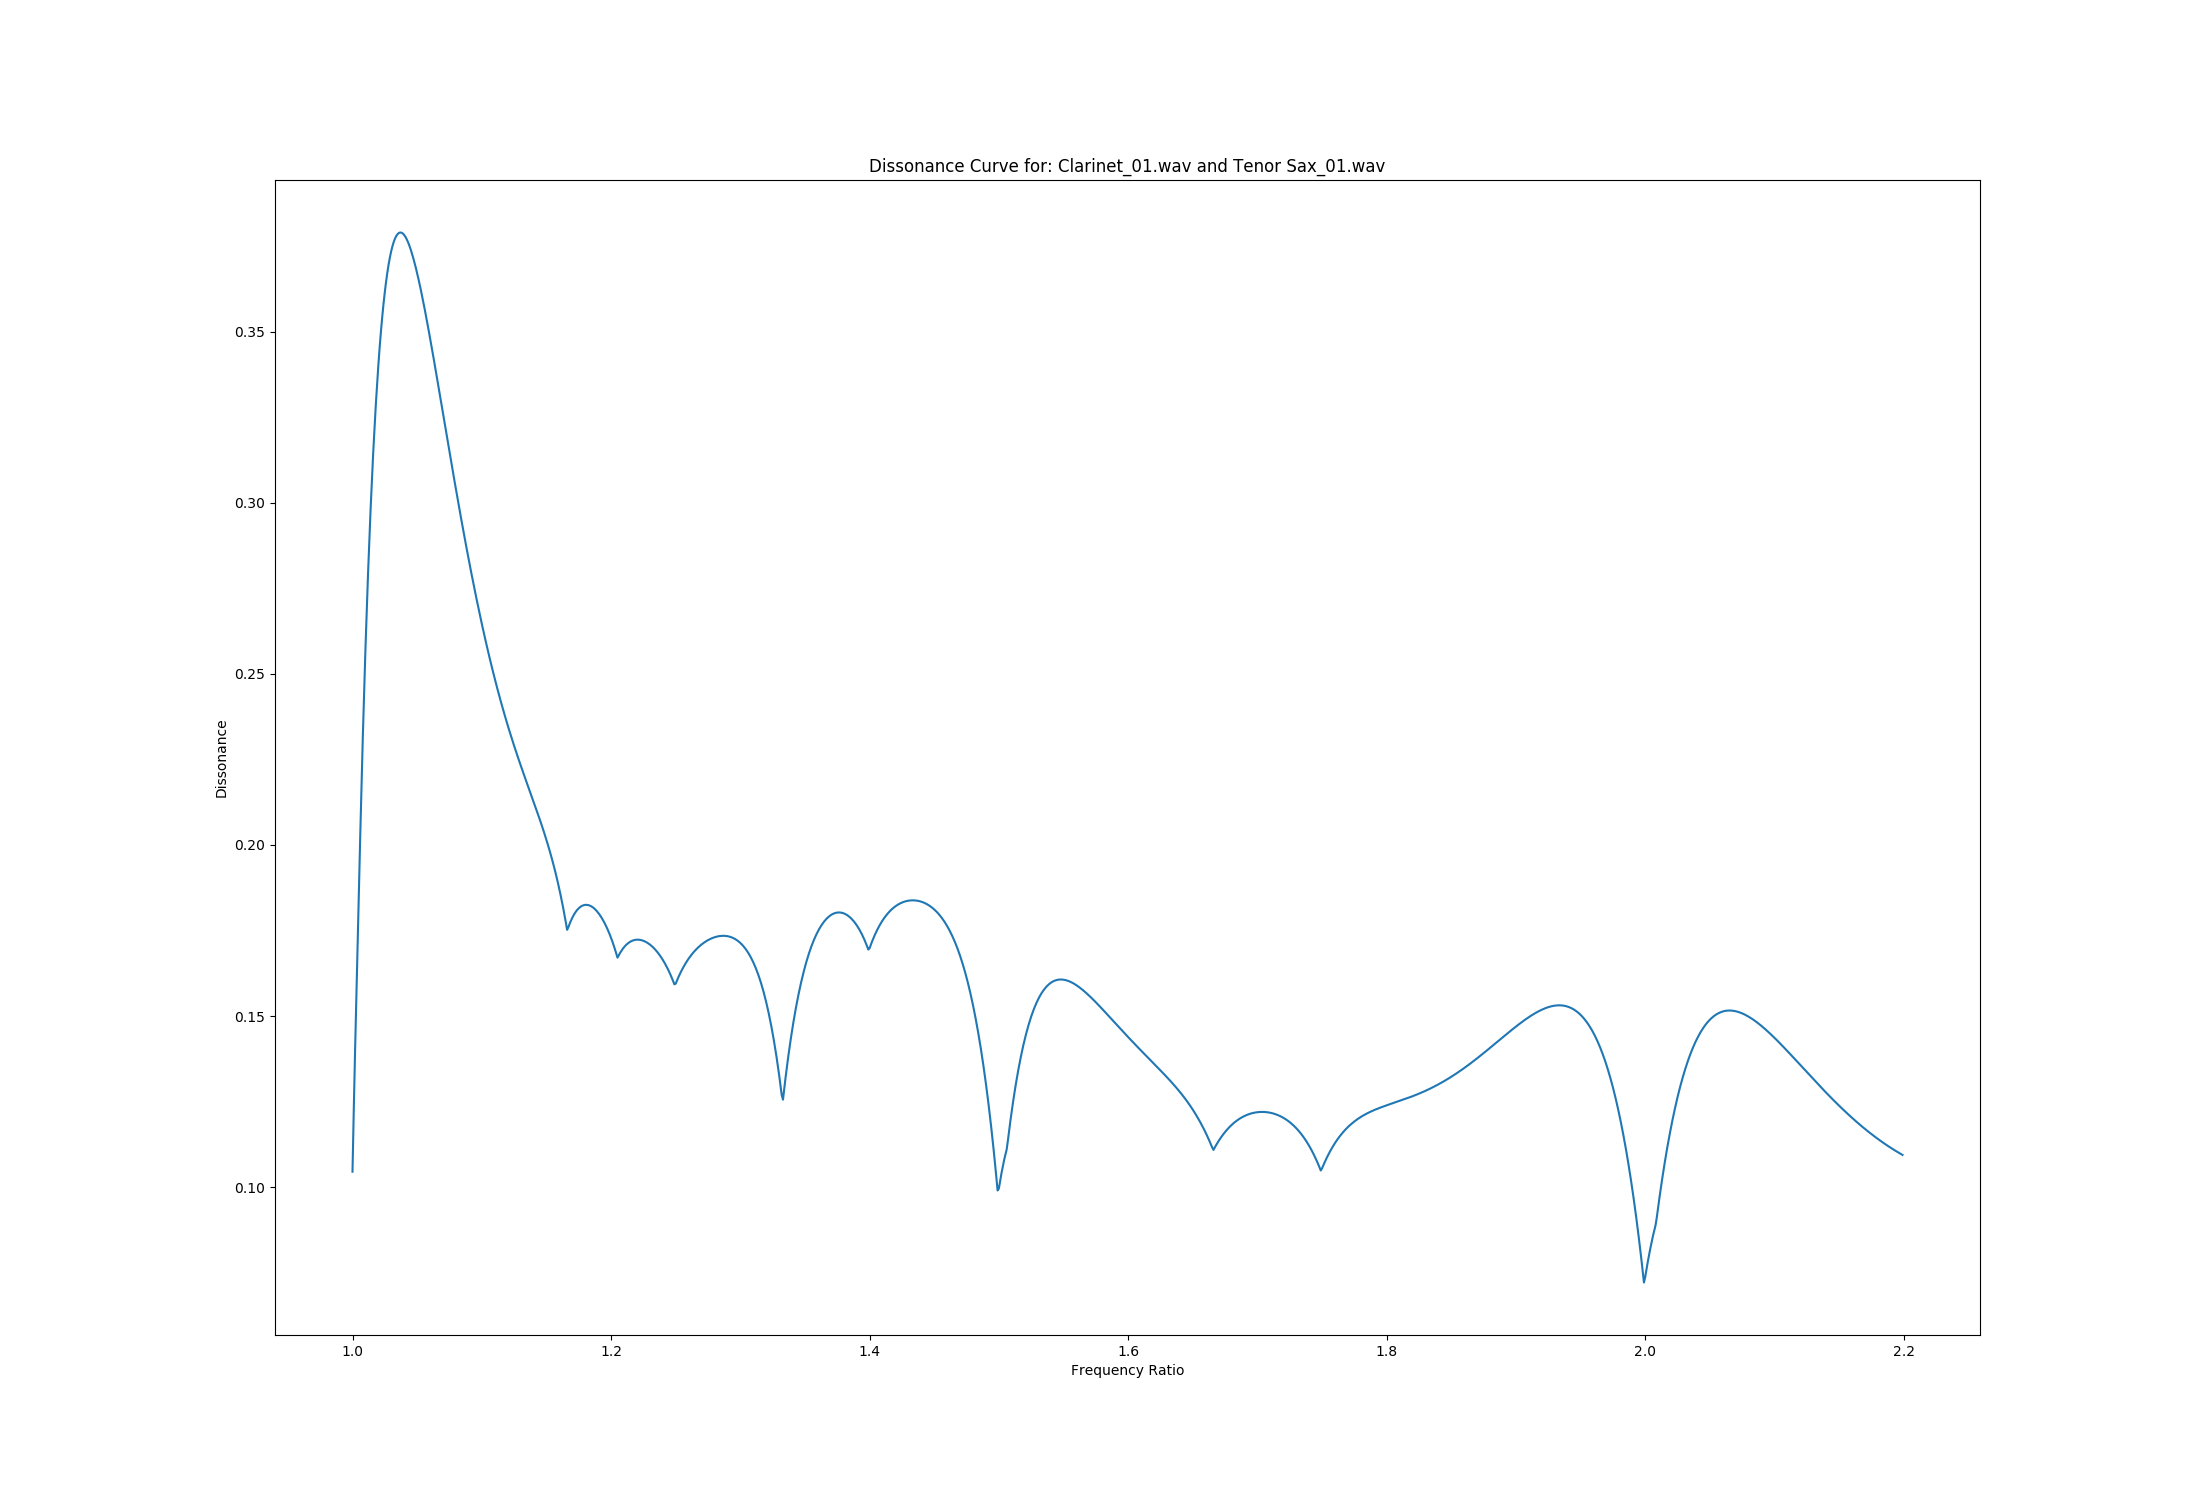 Dissonance Curve for: Clarinet_01.wav and Tenor Sax_01.wav
Dissonance
0.35
0.30
0.25
0.20
0.15
0.10
1.0 1.2 1.4 1.6 1.8 2.0 2.2
Frequency Ratio